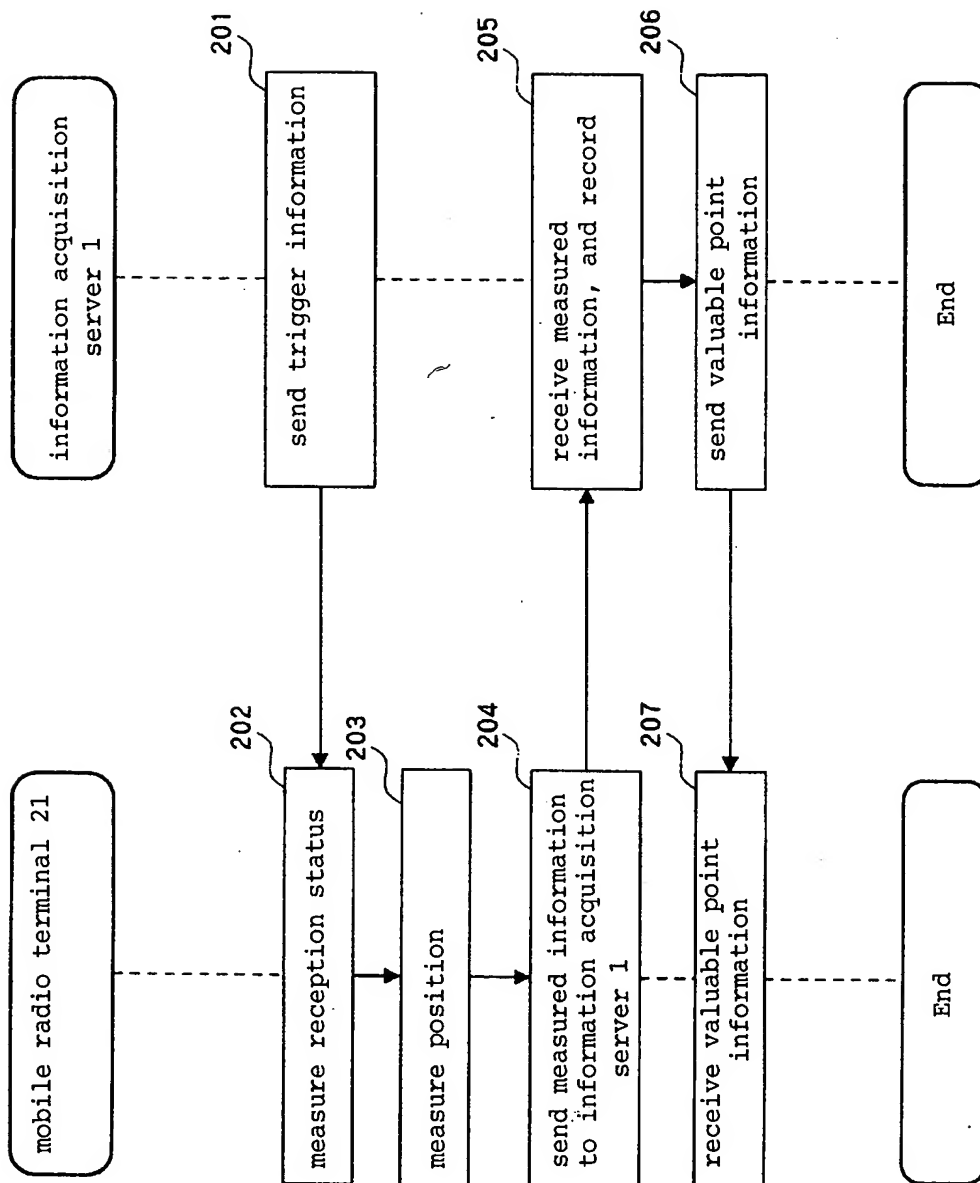 mobile radio terminal 21
information acquisition
server 1
201
send trigger information
202
measure reception status
203
measure position
204
send measured information
to information acquisition
server 1
205
receive measured
information, and record
206
send valuable point
information
207
receive valuable point
information
End
End